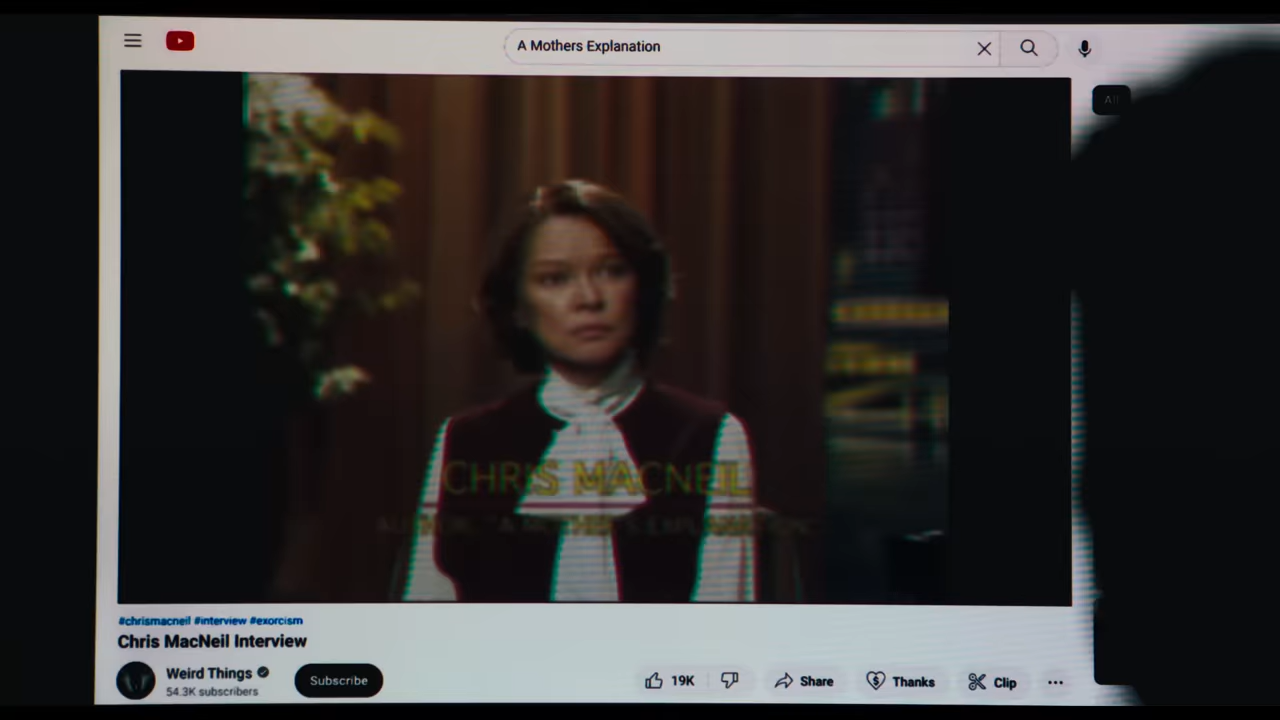 A Mothers Explanation
All
CHRIS MACNEIL
#chrismacneil #interview #exorcism
Chris MacNeil Interview
Weird Things
54.3K subscribers
Subscribe
19K
Share
Thanks
Clip